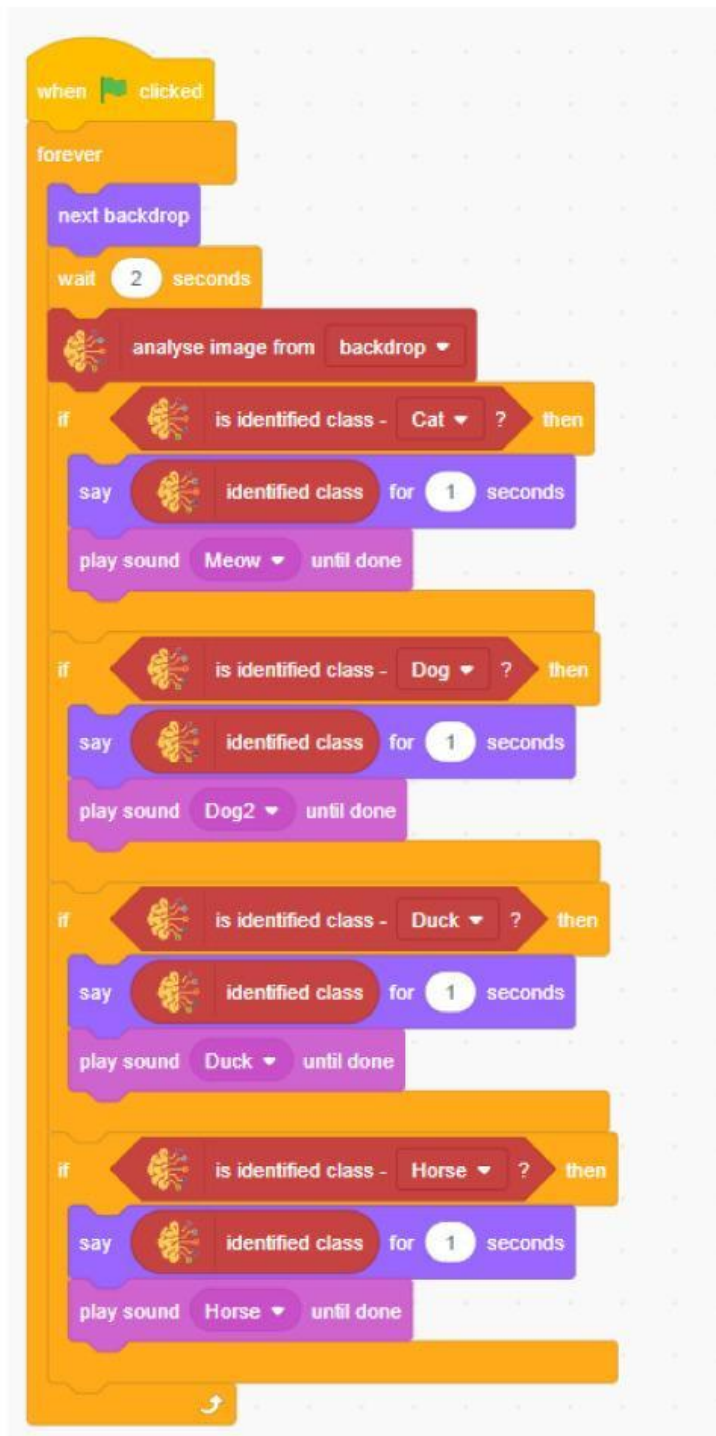 when clicked
forever
next backdrop
wait 2 seconds
analyse image from backdrop
if is identified class - Cat ? then
say identified class for 1 seconds
play sound Meow until done
if is identified class - Dog ? then
say identified class for 1 seconds
play sound Dog2 until done
if is identified class - Duck ? then
say identified class for 1 seconds
play sound Duck until done
if is identified class - Horse ? then
say identified class for 1 seconds
play sound Horse until done